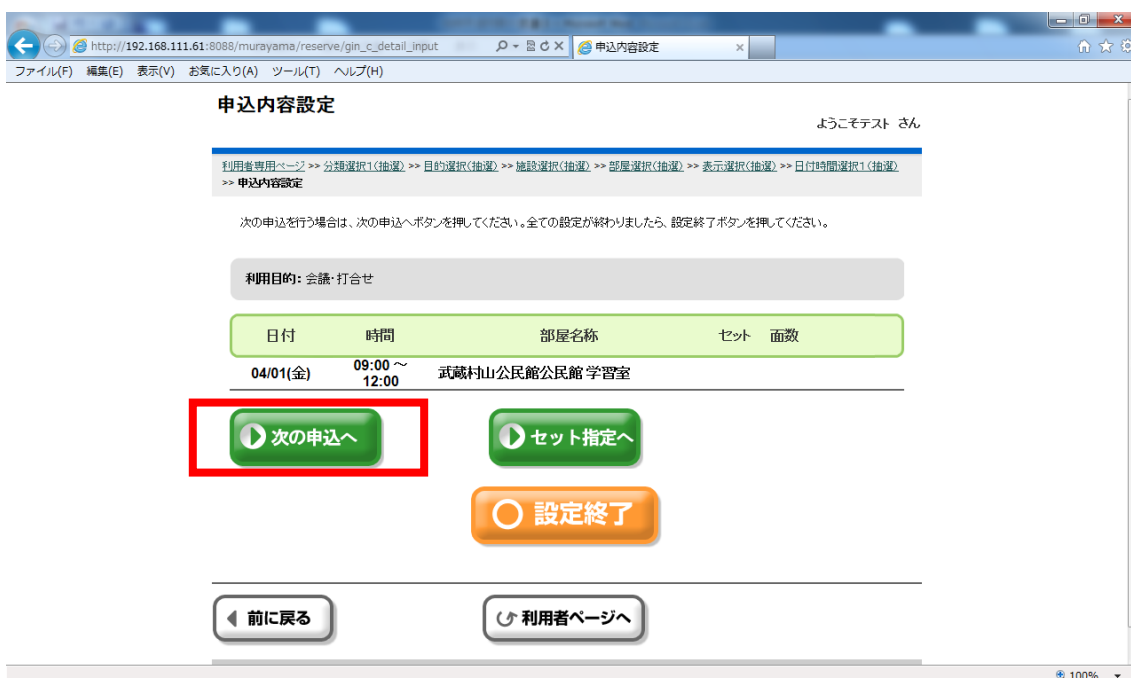 http://192.168.111.61:8088/murayama/reserve/gin_c_detail_input
申込内容設定
ファイル(F) 編集(E) 表示(V) お気に入り(A) ツール(T) ヘルプ(H)
申込内容設定
ようこそテスト さん
利用者専用ページ >> 分類選択1(抽選) >> 目的選択(抽選) >> 施設選択(抽選) >> 部屋選択(抽選) >> 表示選択(抽選) >> 日付時間選択1(抽選)
>> 申込内容設定
次の申込を行う場合は、次の申込へボタンを押してください。全ての設定が終わりましたら、設定終了ボタンを押してください。
利用目的: 会議・打合せ
日付 時間 部屋名称 セット 面数
04/01(金) 09:00 ～ 武蔵村山公民館公民館 学習室
12:00
次の申込へ セット指定へ
設定終了
前に戻る 利用者ページへ
100%